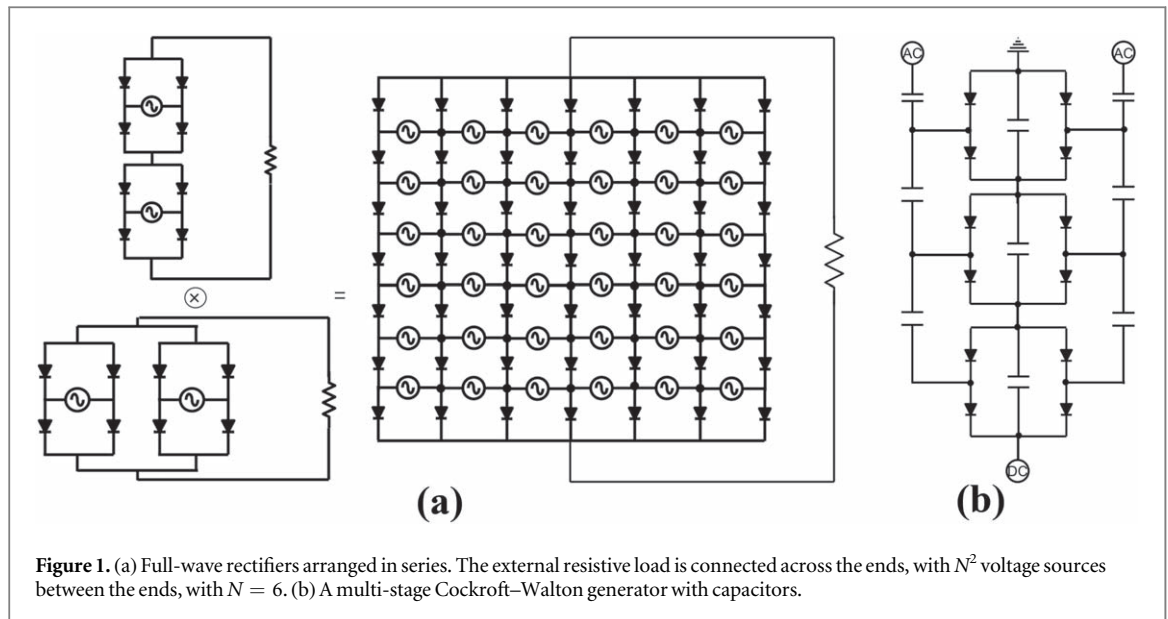 AC
AC
⊗
=
DC
(a)
(b)
Figure 1. (a) Full-wave rectifiers arranged in series. The external resistive load is connected across the ends, with N² voltage sources
between the ends, with N = 6. (b) A multi-stage Cockroft–Walton generator with capacitors.